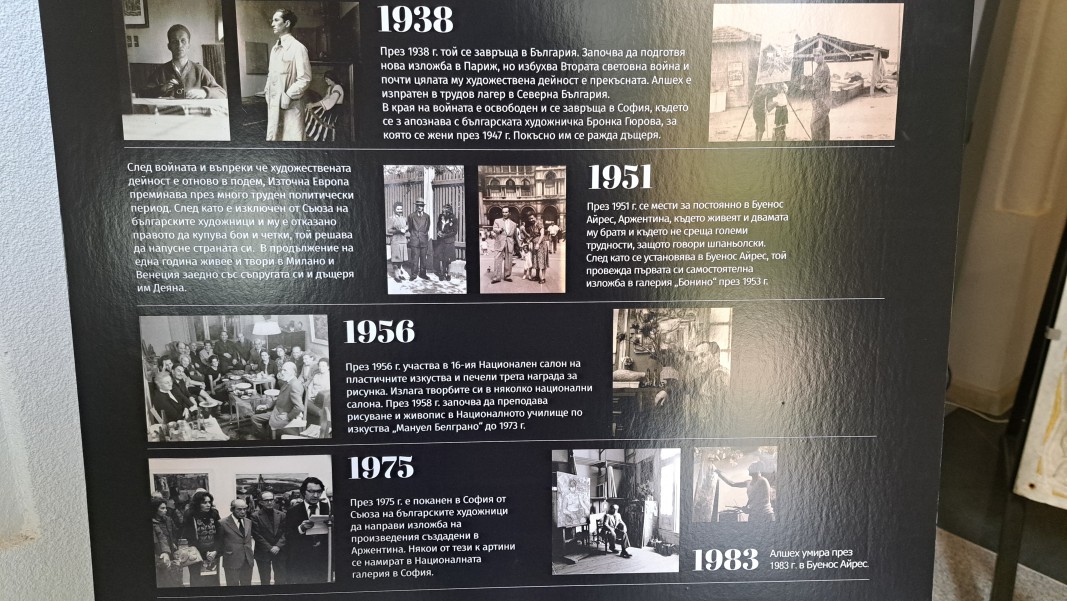 1938
През 1938 г. той се завръща в България. Започва да подготвя
нова изложба в Париж, но избухва Втората световна война и
почти цялата му художествена дейност е прекъсната. Алшех е
изпратен в трудов лагер в Северна България.
В края на войната е освободен и се завръща в София, където
се з апознава с българската художничка Бронка Гюрова, за
която се жени през 1947 г. Покъсно им се ражда дъщеря.
След войната и въпреки че художествената
дейност е отново в подем, Източна Европа
преминава през много труден политически
период. След като е изключен от Съюза на
българските художници и му е отказано
правото да купува бои и четки, той решава
да напусне страната си. В продължение на
една година живее и твори в Милано и
Венеция заедно със съпругата си и дъщеря
им Деяна.
1951
През 1951 г. се мести за постоянно в Буенос
Айрес, Аржентина, където живеят и двамата
му братя и където не среща големи
трудности, защото говори шпаньолски.
След като се установява в Буенос Айрес, той
провежда първата си самостоятелна
изложба в галерия „Бонино“ през 1953 г.
1956
През 1956 г. участва в 16-ия Национален салон на
пластичните изкуства и печели трета награда за
рисунка. Излага творбите си в няколко национални
салона. През 1958 г. започва да преподава
рисуване и живопис в Националното училище по
изкуства „Мануел Белграно“ до 1973 г.
1975
През 1975 г. е поканен в София от
Съюза на българските художници
да направи изложба на
произведения създадени в
Аржентина. Някои от тези к артини
се намират в Националната
галерия в София.
1983
Алшех умира през
1983 г. в Буенос Айрес.